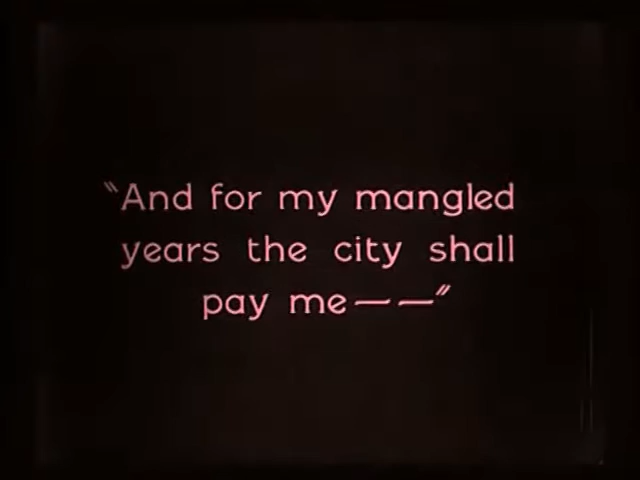 "And for my mangled
years the city shall
pay me——"